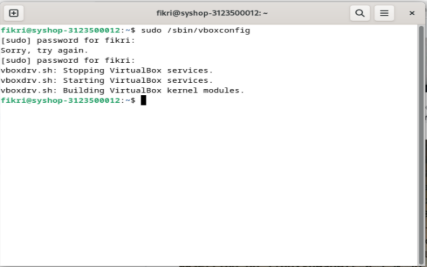 fikri@syshop-3123500012: ~
fikri@syshop-3123500012:~$ sudo /sbin/vboxconfig
[sudo] password for fikri:
Sorry, try again.
[sudo] password for fikri:
vboxdrv.sh: Stopping VirtualBox services.
vboxdrv.sh: Starting VirtualBox services.
vboxdrv.sh: Building VirtualBox kernel modules.
fikri@syshop-3123500012:~$